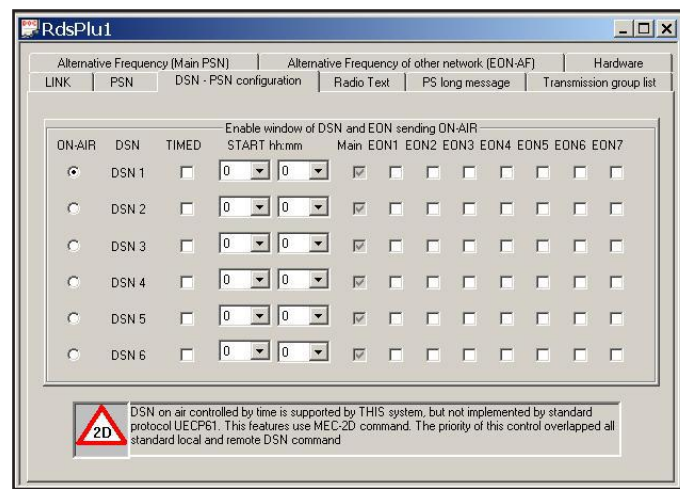 RdsPlu1
Alternative Frequency (Main PSN) Alternative Frequency of other network (EON-AF) Hardware
LINK PSN DSN - PSN configuration Radio Text PS long message Transmission group list
Enable window of DSN and EON sending ON-AIR
ON-AIR DSN TIMED START hh:mm Main EON1 EON2 EON3 EON4 EON5 EON6 EON7
DSN 1 0 0
DSN 2 0 0
DSN 3 0 0
DSN 4 0 0
DSN 5 0 0
DSN 6 0 0
2D
DSN on air controlled by time is supported by THIS system, but not implemented by standard
protocol UECP61. This features use MEC-2D command. The priority of this control overlapped all
standard local and remote DSN command